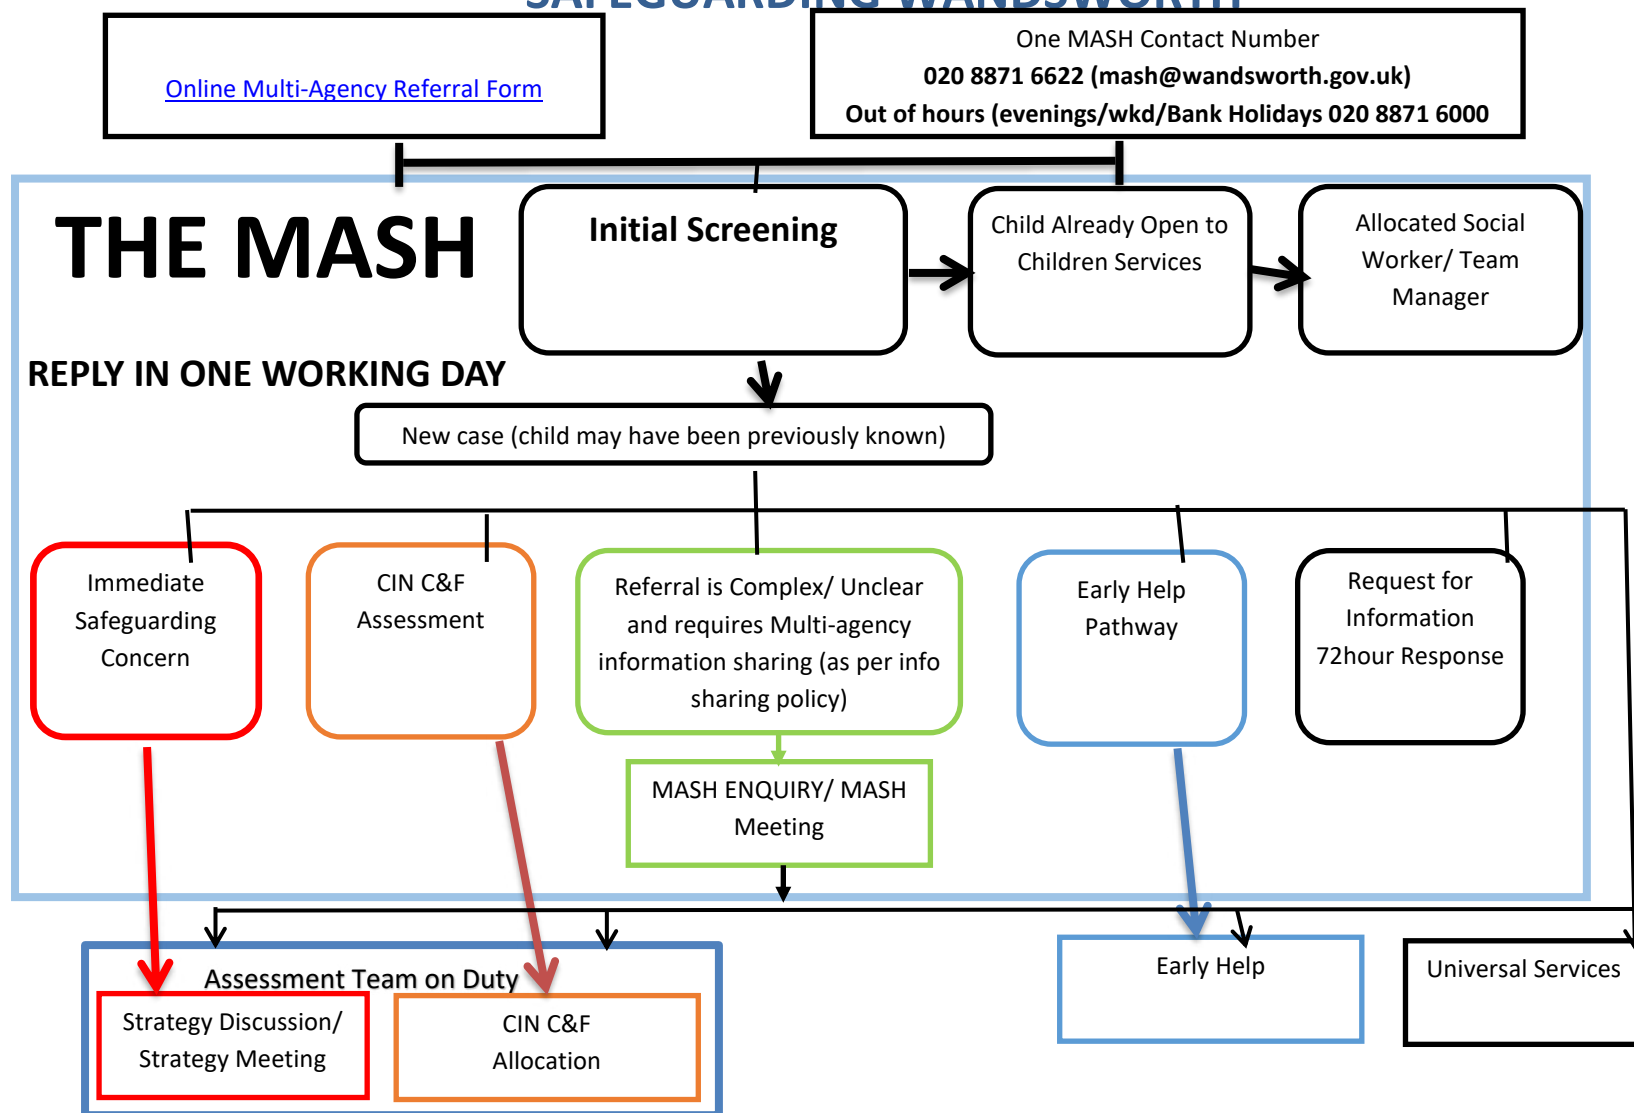 SAFEGUARDING WANDSWORTH
Online Multi-Agency Referral Form
One MASH Contact Number
020 8871 6622 (mash@wandsworth.gov.uk)
Out of hours (evenings/wkd/Bank Holidays 020 8871 6000
THE MASH
Initial Screening
Child Already Open to
Children Services
Allocated Social
Worker/ Team
Manager
REPLY IN ONE WORKING DAY
New case (child may have been previously known)
Immediate
Safeguarding
Concern
CIN C&F
Assessment
Referral is Complex/ Unclear
and requires Multi-agency
information sharing (as per info
sharing policy)
Early Help
Pathway
Request for
Information
72hour Response
MASH ENQUIRY/ MASH
Meeting
Assessment Team on Duty
Strategy Discussion/
Strategy Meeting
CIN C&F
Allocation
Early Help
Universal Services